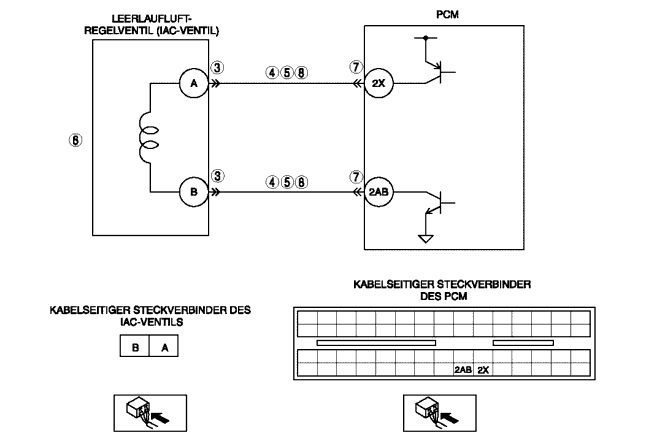 LEERLAUFLUFT-
REGELVENTIL (IAC-VENTIL)
PCM
A
③
④⑤⑧
⑦
2X
⑥
B
③
④⑤⑧
⑦
2AB
KABELSEITIGER STECKVERBINDER DES
IAC-VENTILS
B A
KABELSEITIGER STECKVERBINDER
DES PCM
2AB 2X